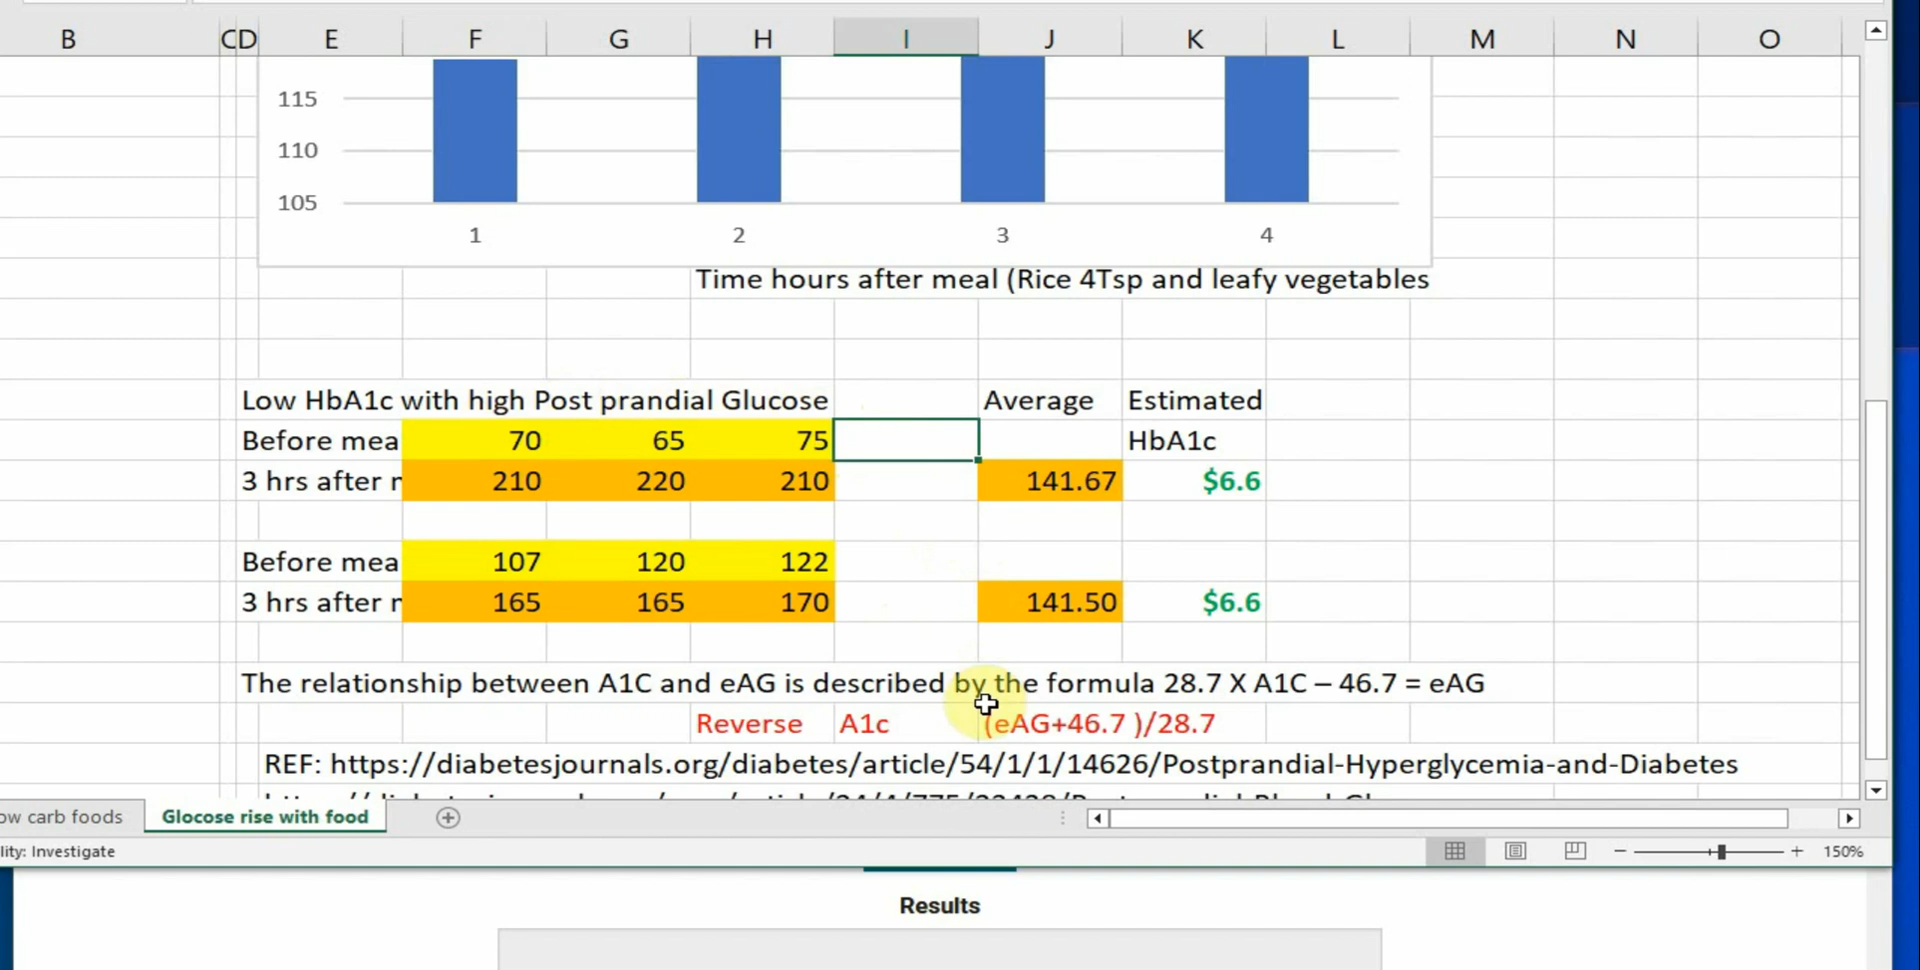 B C D E F G H I J K L M N O
115
110
105
1 2 3 4
Time hours after meal (Rice 4Tsp and leafy vegetables
Low HbA1c with high Post prandial Glucose Average Estimated
Before mea 70 65 75 HbA1c
3 hrs after 210 220 210 141.67 $6.6
Before mea 107 120 122
3 hrs after 165 165 170 141.50 $6.6
The relationship between A1C and eAG is described by the formula 28.7 X A1C – 46.7 = eAG
Reverse A1c (eAG+46.7 )/28.7
REF: https://diabetesjournals.org/diabetes/article/54/1/1/14626/Postprandial-Hyperglycemia-and-Diabetes
ow carb foods Glocose rise with food
lity: Investigate 150%
Results